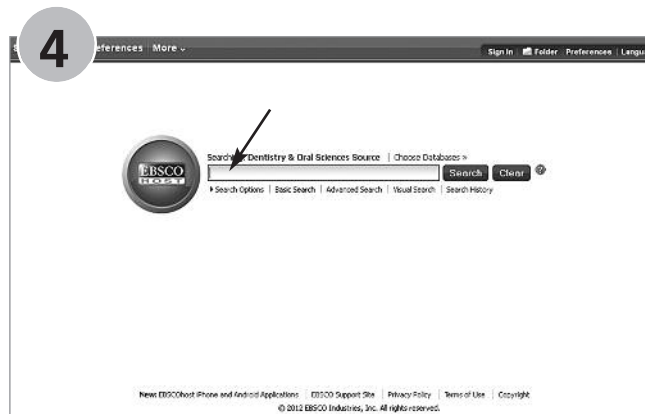 4
eferences More
Sign In Folder Preferences Langu
Search Dentistry & Oral Sciences Source | Choose Databases »
EBSCO
HOST
Search Clear ?
Search Options | Basic Search | Advanced Search | Visual Search | Search History
New: EBSCOhost iPhone and Android Applications | EBSCO Support Site | Privacy Policy | Terms of Use | Copyright
© 2012 EBSCO Industries, Inc. All rights reserved.